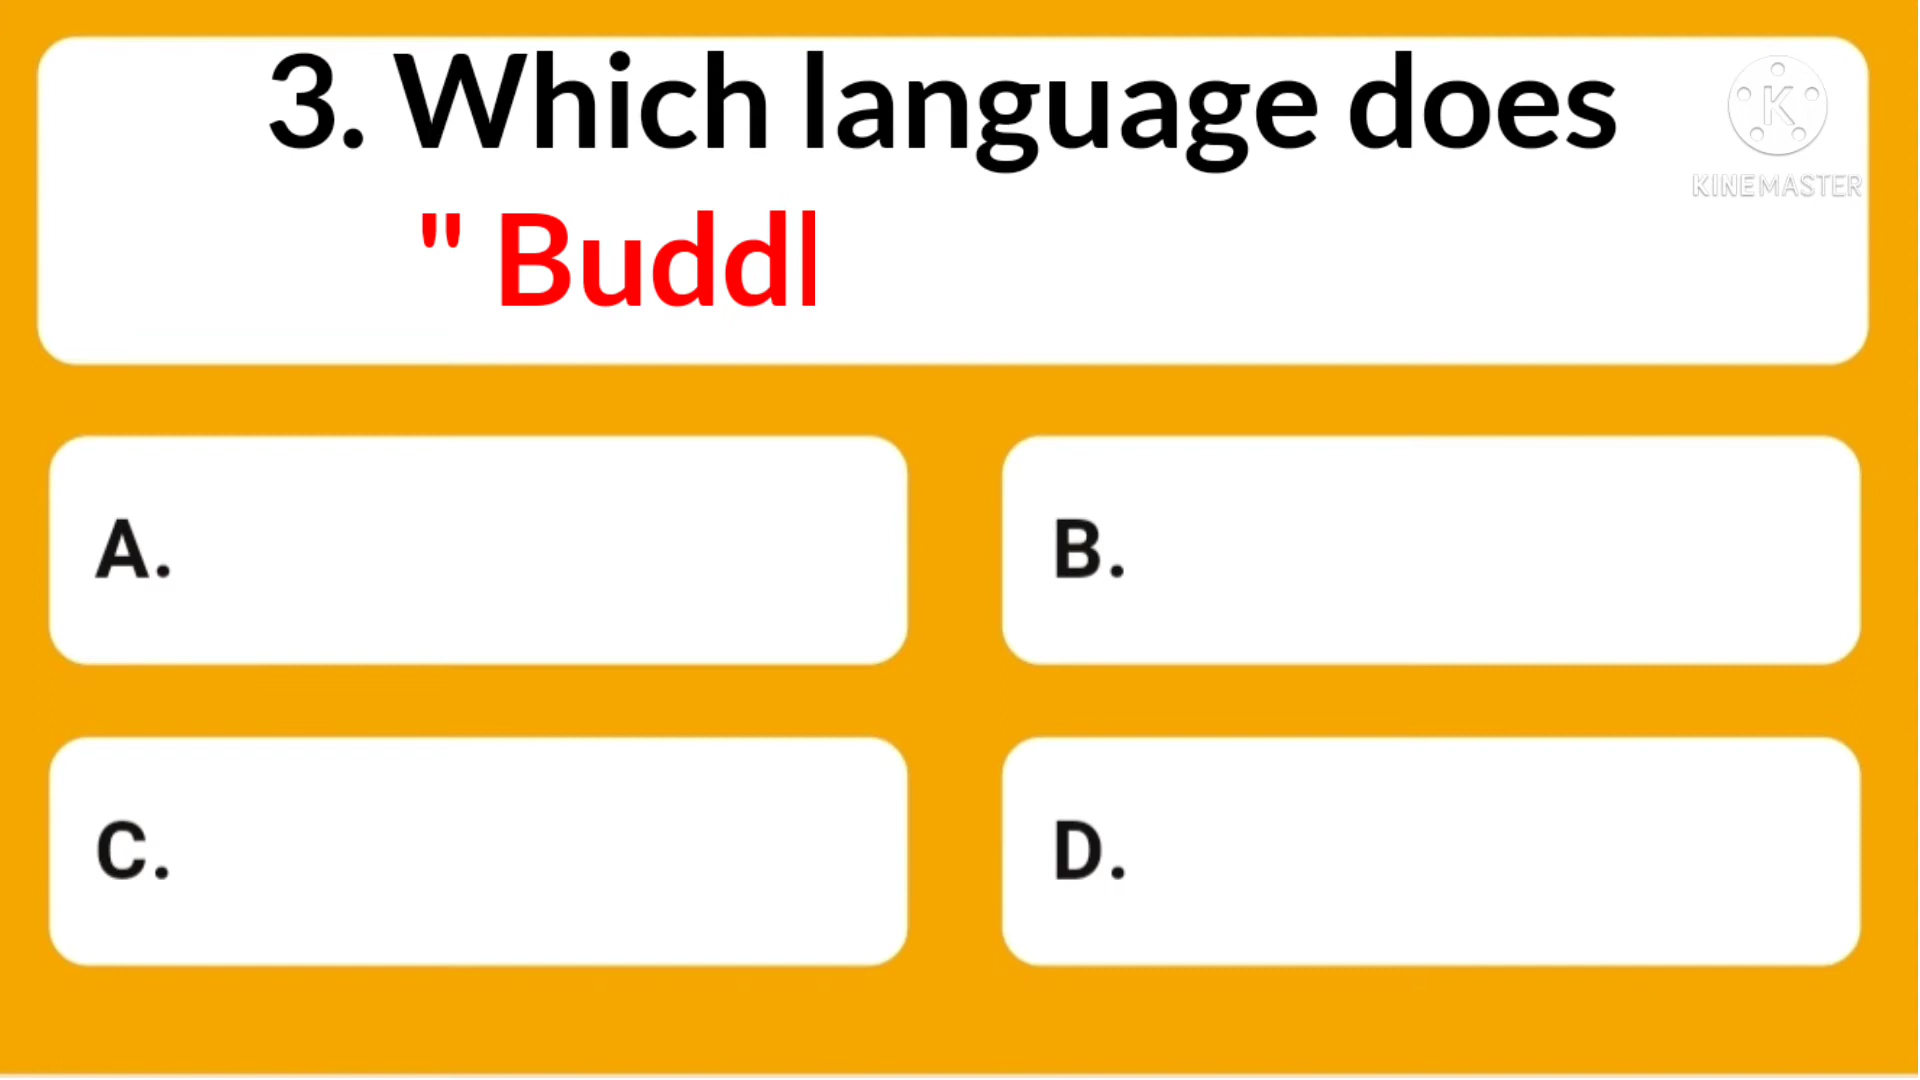 3. Which language does
" Buddl
KINEMASTER
A.
B.
C.
D.